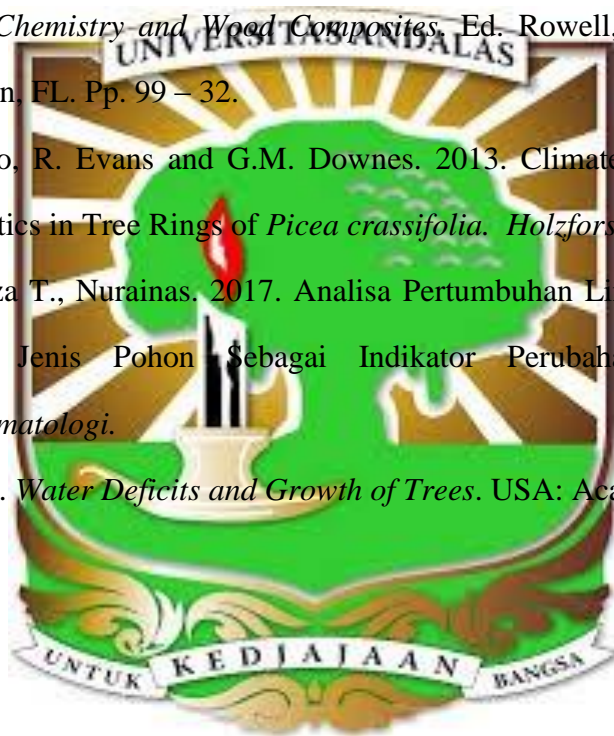 Chemistry and Wood Composites. Ed. Rowell,
UNIVERSITAS ANDALAS
n, FL. Pp. 99 – 32.
o, R. Evans and G.M. Downes. 2013. Climate
tics in Tree Rings of Picea crassifolia. Holzfors
za T., Nurainas. 2017. Analisa Pertumbuhan Li
Jenis Pohon Sebagai Indikator Perubah
matologi.
. Water Deficits and Growth of Trees. USA: Aca
UNTUK KEDJAJAAN BANGSA